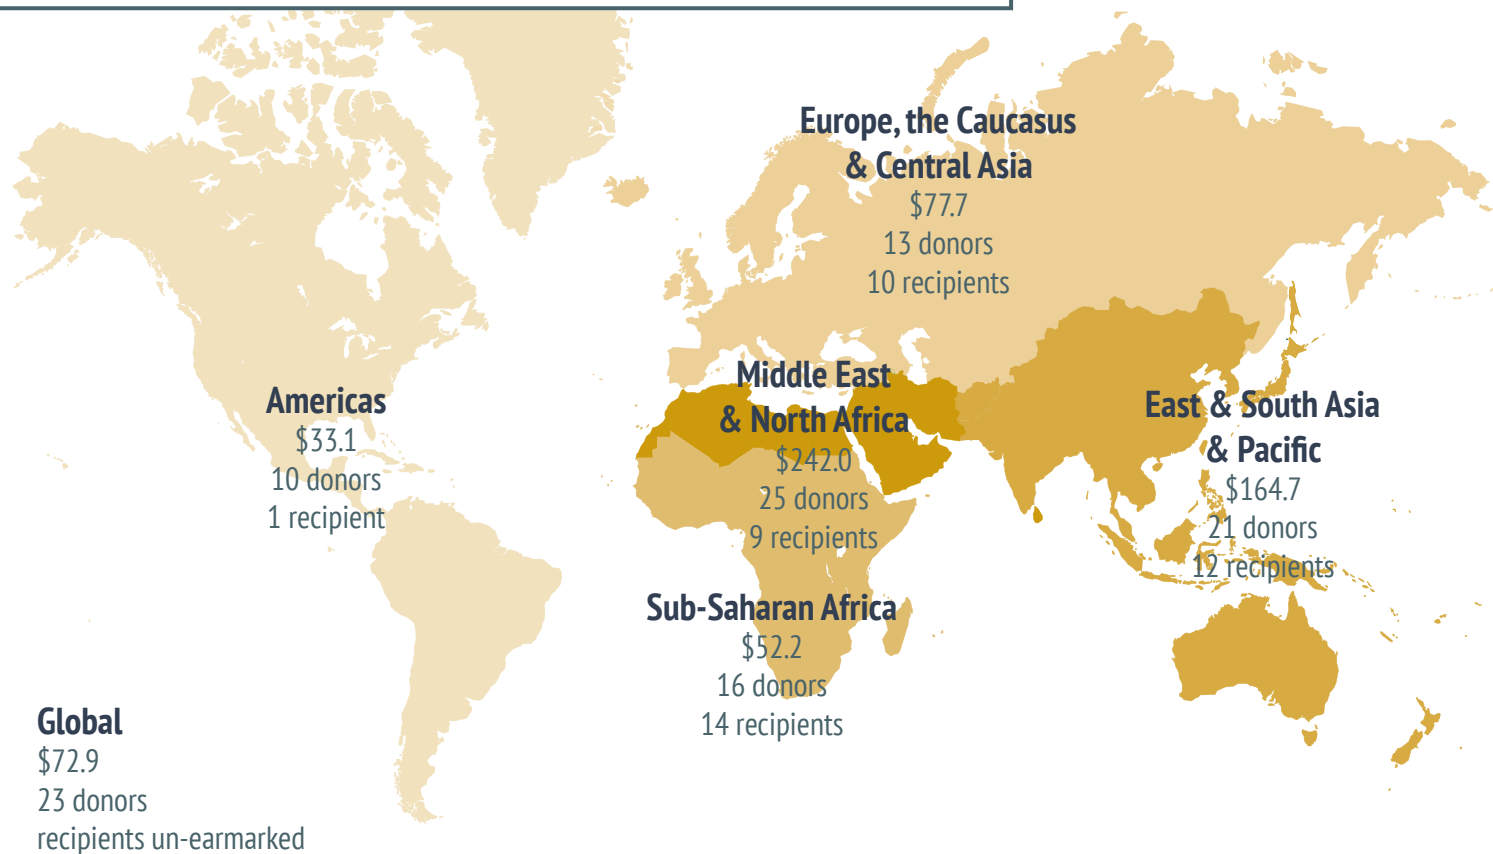 Europe, the Caucasus
& Central Asia
$77.7
13 donors
10 recipients
Middle East
& North Africa
$242.0
25 donors
9 recipients
Americas
$33.1
10 donors
1 recipient
East & South Asia
& Pacific
$164.7
21 donors
12 recipients
Sub-Saharan Africa
$52.2
16 donors
14 recipients
Global
$72.9
23 donors
recipients un-earmarked